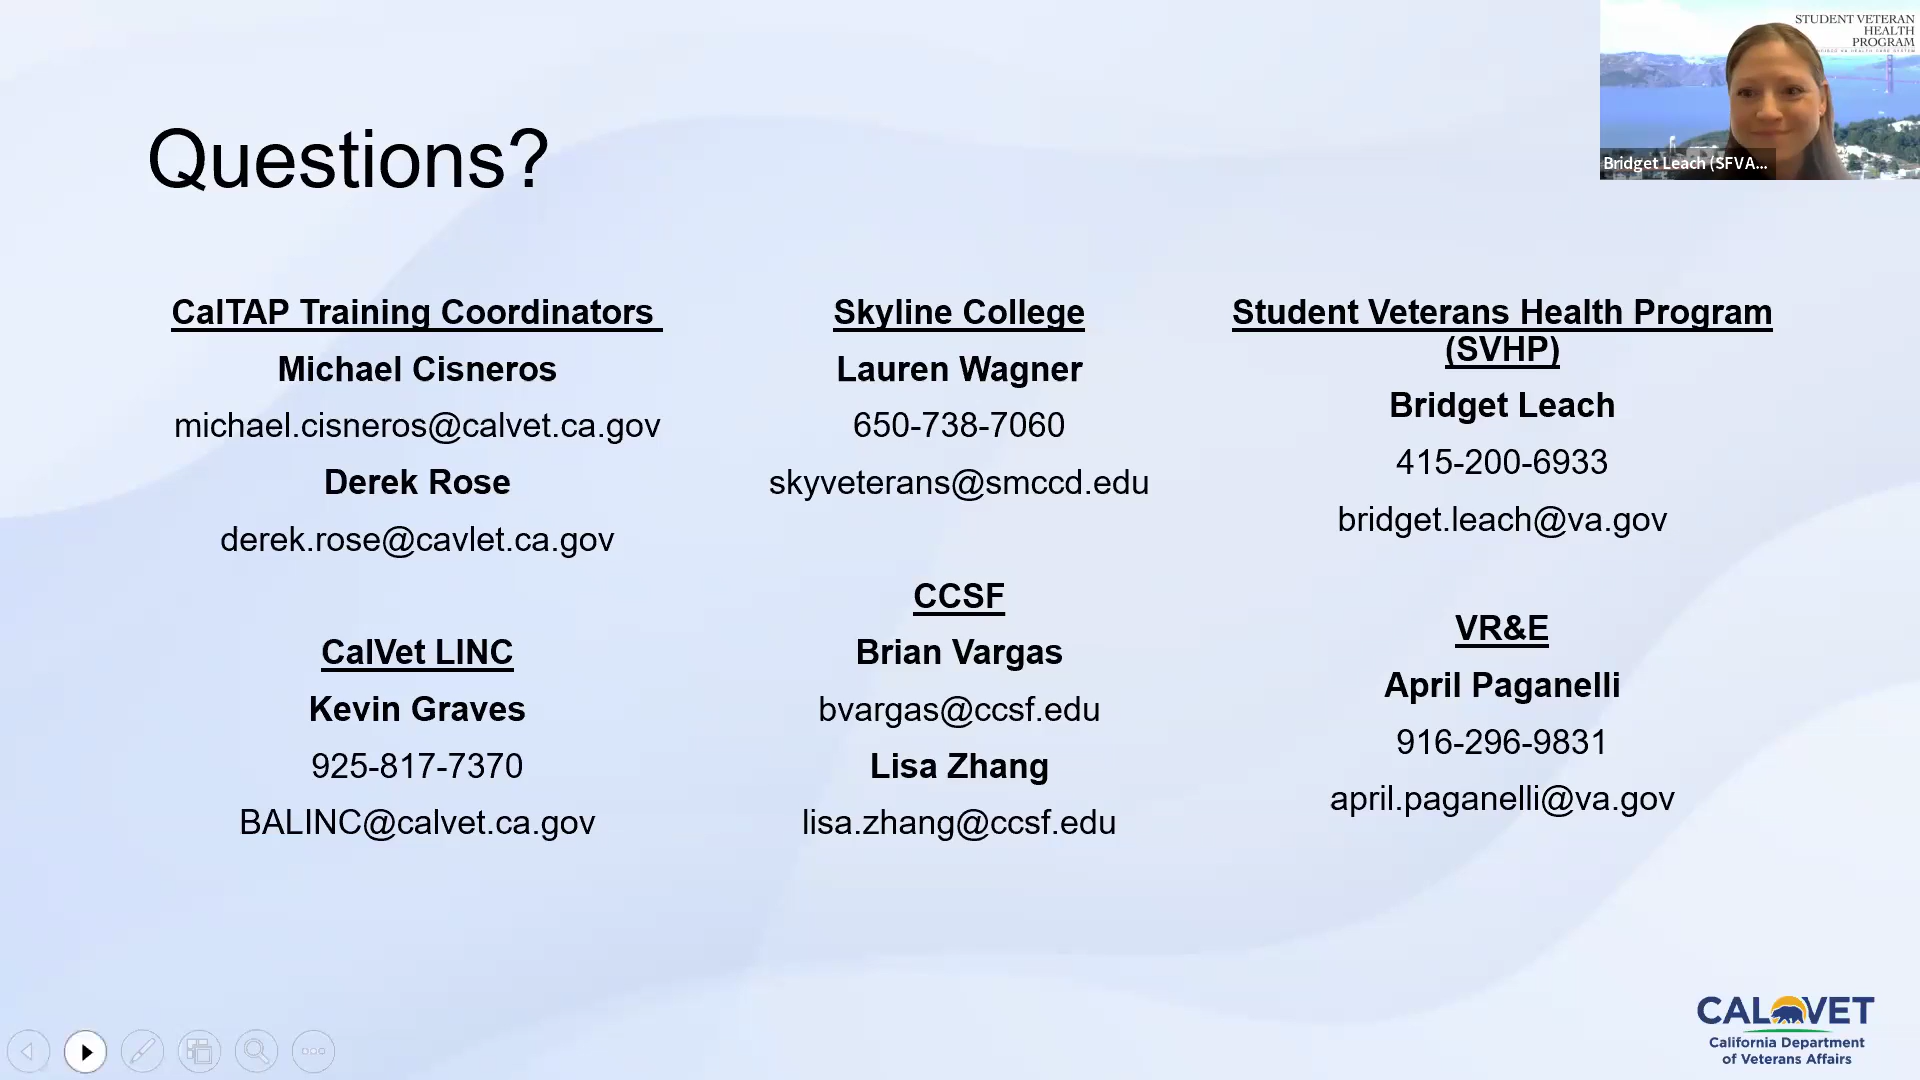 Questions?
CalTAP Training Coordinators
Michael Cisneros
michael.cisneros@calvet.ca.gov
Derek Rose
derek.rose@cavlet.ca.gov
CalVet LINC
Kevin Graves
925-817-7370
BALINC@calvet.ca.gov
Skyline College
Lauren Wagner
650-738-7060
skyveterans@smccd.edu
CCSF
Brian Vargas
bvargas@ccsf.edu
Lisa Zhang
lisa.zhang@ccsf.edu
Student Veterans Health Program
(SVHP)
Bridget Leach
415-200-6933
bridget.leach@va.gov
VR&E
April Paganelli
916-296-9831
april.paganelli@va.gov
STUDENT VETERAN
HEALTH
PROGRAM
Bridget Leach (SFVA...
CALVET
California Department
of Veterans Affairs